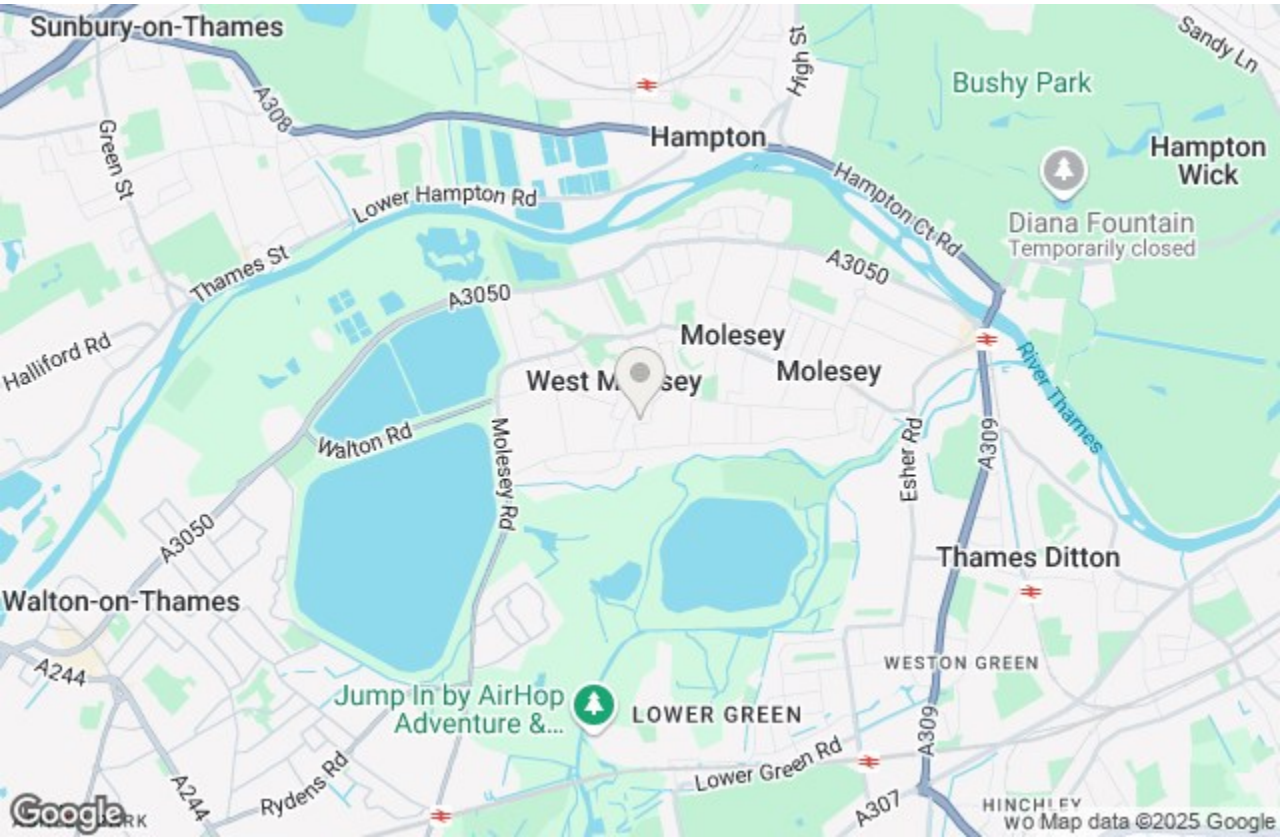 Sunbury-on-Thames
High St
Sandy Ln
Bushy Park
A308
Green St
Hampton
Hampton
Wick
Lower Hampton Rd
Hampton Ct Rd
Diana Fountain
Temporarily closed
Thames St
A3050
A3050
Halliford Rd
Molesey
Molesey
West M
sey
River Thames
Walton Rd
Molesey Rd
Esher Rd
A309
A3050
Thames Ditton
Walton-on-Thames
A244
WESTON GREEN
Jump In by AirHop
Adventure &...
LOWER GREEN
A309
Lower Green Rd
Rydens Rd
A244
A307
HINCHLEY
WO
Google
PARK
Map data ©2025 Google